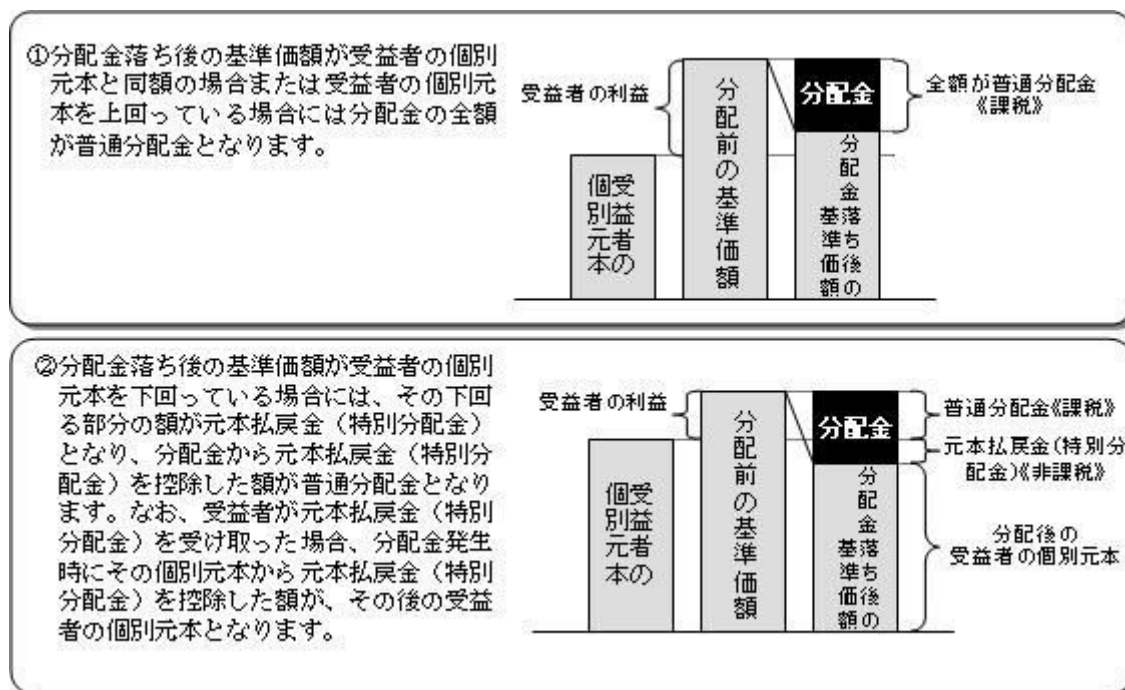 ①分配金落ち後の基準価額が受益者の個別
元本と同額の場合または受益者の個別元
本を上回っている場合には分配金の全額
が普通分配金となります。
受益者の利益
受益者の
個別元本
分配前の基準価額
分配金
分配金落ち後の
基準価額
全額が普通分配金
《課税》
②分配金落ち後の基準価額が受益者の個別
元本を下回っている場合には、その下回
る部分の額が元本払戻金（特別分配金）
となり、分配金から元本払戻金（特別分
配金）を控除した額が普通分配金となり
ます。なお、受益者が元本払戻金（特別
分配金）を受け取った場合、分配金発生
時にその個別元本から元本払戻金（特別
分配金）を控除した額が、その後の受益
者の個別元本となります。
受益者の利益
受益者の
個別元本
分配前の基準価額
分配金
分配金落ち後の
基準価額
普通分配金《課税》
元本払戻金(特別分
配金)《非課税》
分配後の
受益者の個別元本